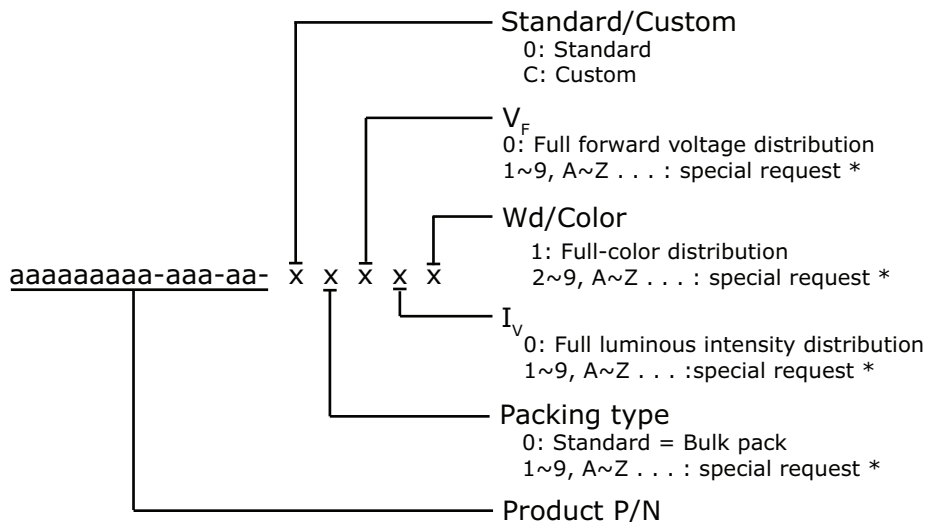 Standard/Custom
0: Standard
C: Custom
VF
0: Full forward voltage distribution
1~9, A~Z . . . : special request *
Wd/Color
1: Full-color distribution
2~9, A~Z . . . : special request *
aaaaaaaaa-aaa-aa- x x x x x
IV
0: Full luminous intensity distribution
1~9, A~Z . . . :special request *
Packing type
0: Standard = Bulk pack
1~9, A~Z . . . : special request *
Product P/N